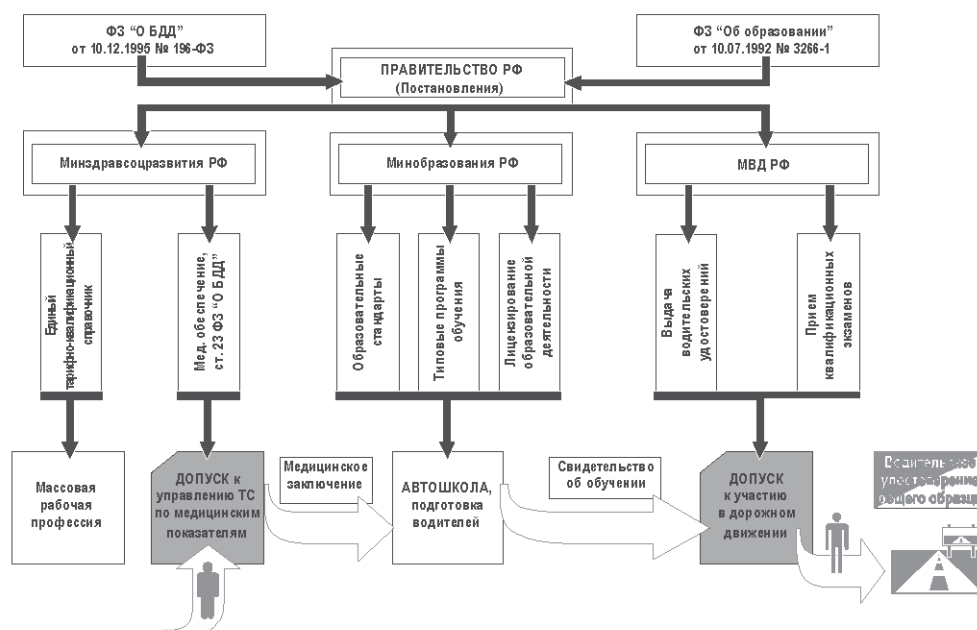 ФЗ “О БДД”
от 10.12.1995 № 196-ФЗ
ФЗ “Об образовании”
от 10.07.1992 № 3266-1
ПРАВИТЕЛЬСТВО РФ
(Постановления)
Минздравсоцразвития РФ
Минобразования РФ
МВД РФ
Единый
тарифно-квалификационный
справочник
Мед. обеспечение,
ст. 23 ФЗ “О БДД”
Образовательные
стандарты
Типовые программы
обучения
Лицензирование
образовательной
деятельности
Выдача
водительских
удостоверений
Прием
квалификационных
экзаменов
Массовая
рабочая
профессия
ДОПУСК к
управлению ТС
по медицинским
показателям
Медицинское
заключение
АВТОШКОЛА,
подготовка
водителей
Свидетельство
об обучении
ДОПУСК
к участию
в дорожном
движении
Водительское
удостоверение
общего образц